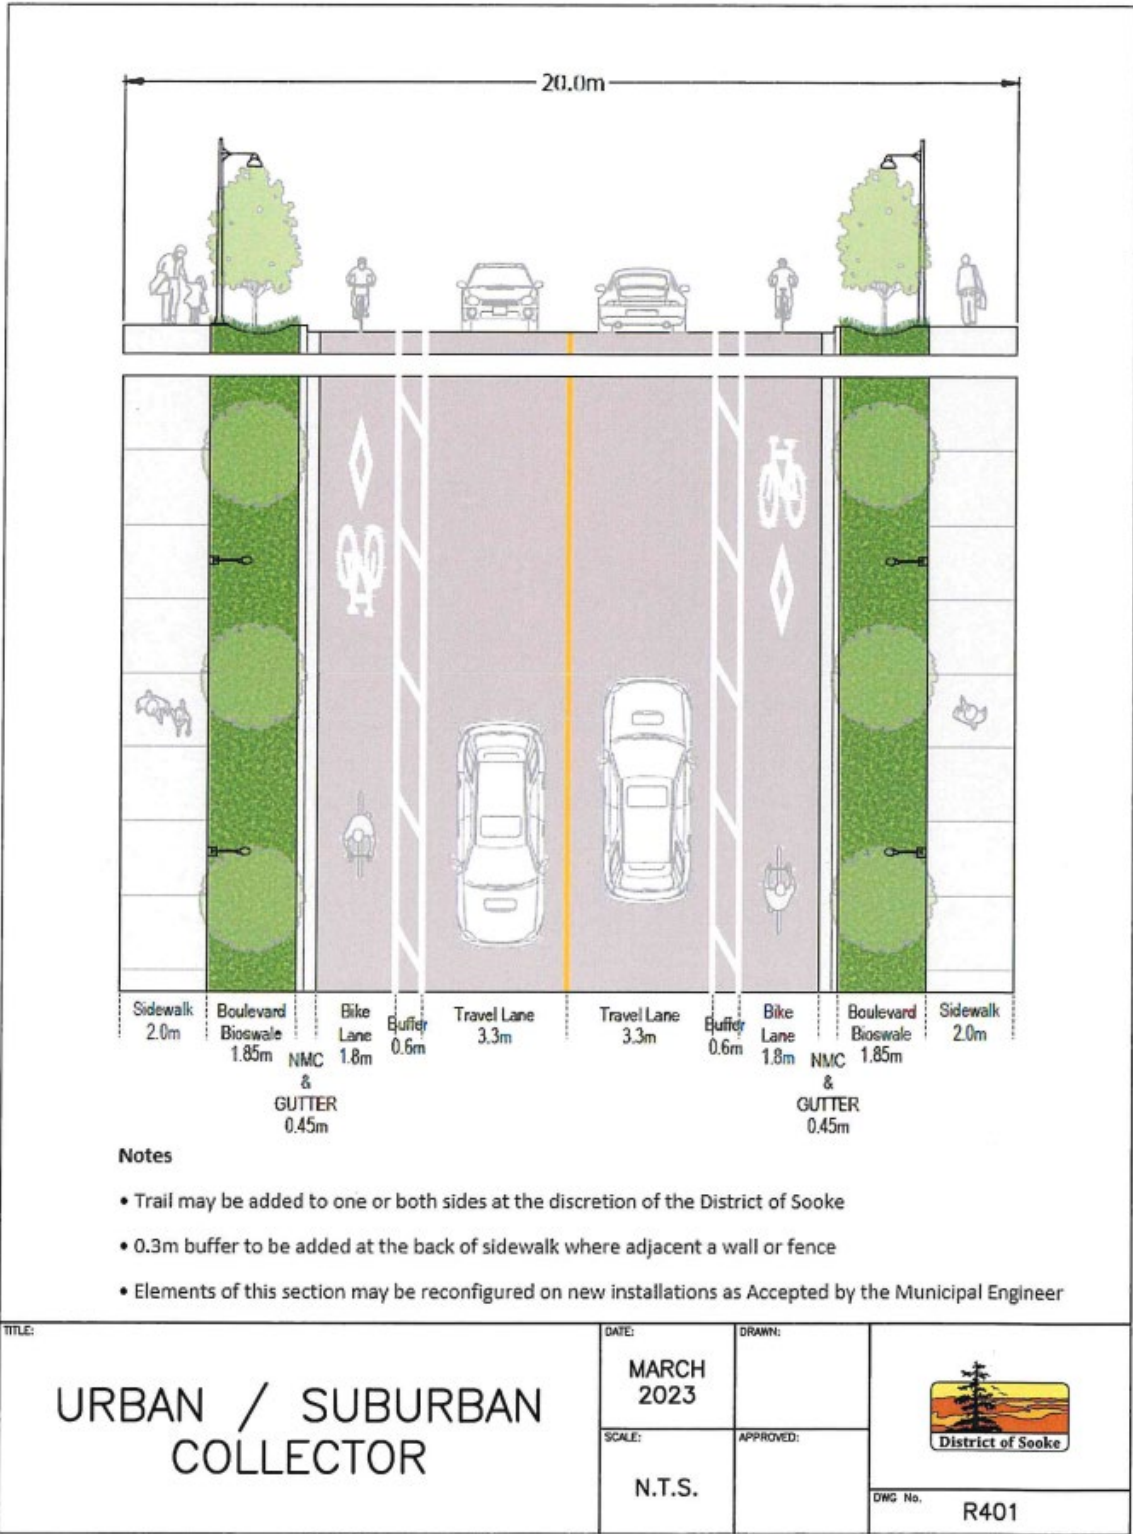 20.0m
Sidewalk
2.0m
Boulevard
Bioswale
1.85m
NMC
&
GUTTER
0.45m
Bike
Lane
1.8m
Buffer
0.6m
Travel Lane
3.3m
Travel Lane
3.3m
Buffer
0.6m
Bike
Lane
1.8m
NMC
&
GUTTER
0.45m
Boulevard
Bioswale
1.85m
Sidewalk
2.0m
Notes
• Trail may be added to one or both sides at the discretion of the District of Sooke
• 0.3m buffer to be added at the back of sidewalk where adjacent a wall or fence
• Elements of this section may be reconfigured on new installations as Accepted by the Municipal Engineer
TITLE:
URBAN / SUBURBAN
COLLECTOR
DATE:
MARCH
2023
DRAWN:
SCALE:
N.T.S.
APPROVED:
District of Sooke
DWG No.
R401